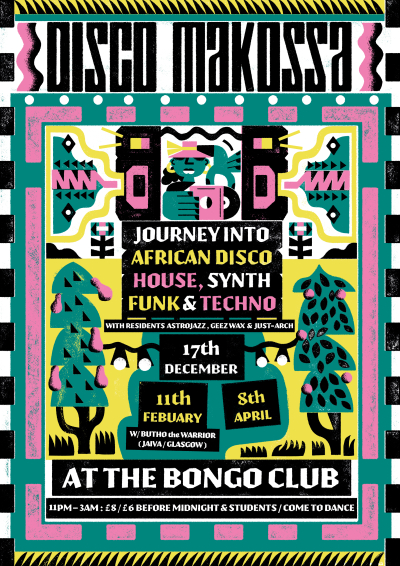 DISCO MAKOSSA
JOURNEY INTO
AFRICAN DISCO
HOUSE, SYNTH
FUNK & TECHNO
WITH RESIDENTS ASTROJAZZ, GEEZ WAX & JUST-ARCH
17th
DECEMBER
11th
FEBUARY
W/ BUTHO the WARRIOR
(JAIVA / GLASGOW)
8th
APRIL
AT THE BONGO CLUB
11PM – 3AM : £8 / £6 BEFORE MIDNIGHT & STUDENTS / COME TO DANCE